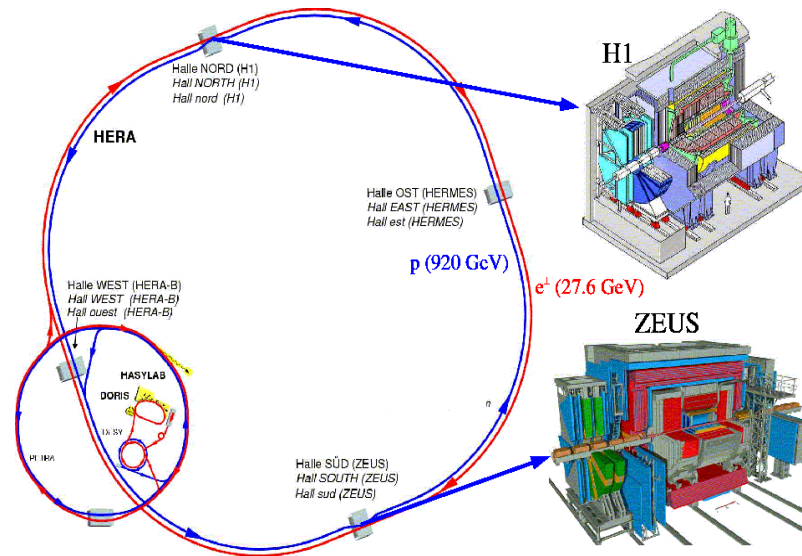 Halle NORD (H1)
Hall NORTH (H1)
Hall nord (H1)
H1
HERA
Halle OST (HERMES)
Hall EAST (HERMES)
Hall est (HERMES)
p (920 GeV)
e± (27.6 GeV)
Halle WEST (HERA-B)
Hall WEST (HERA-B)
Hall ouest (HERA-B)
ZEUS
HASYLAB
DORIS
DESY
PETRA
n
Halle SÜD (ZEUS)
Hall SOUTH (ZEUS)
Hall sud (ZEUS)